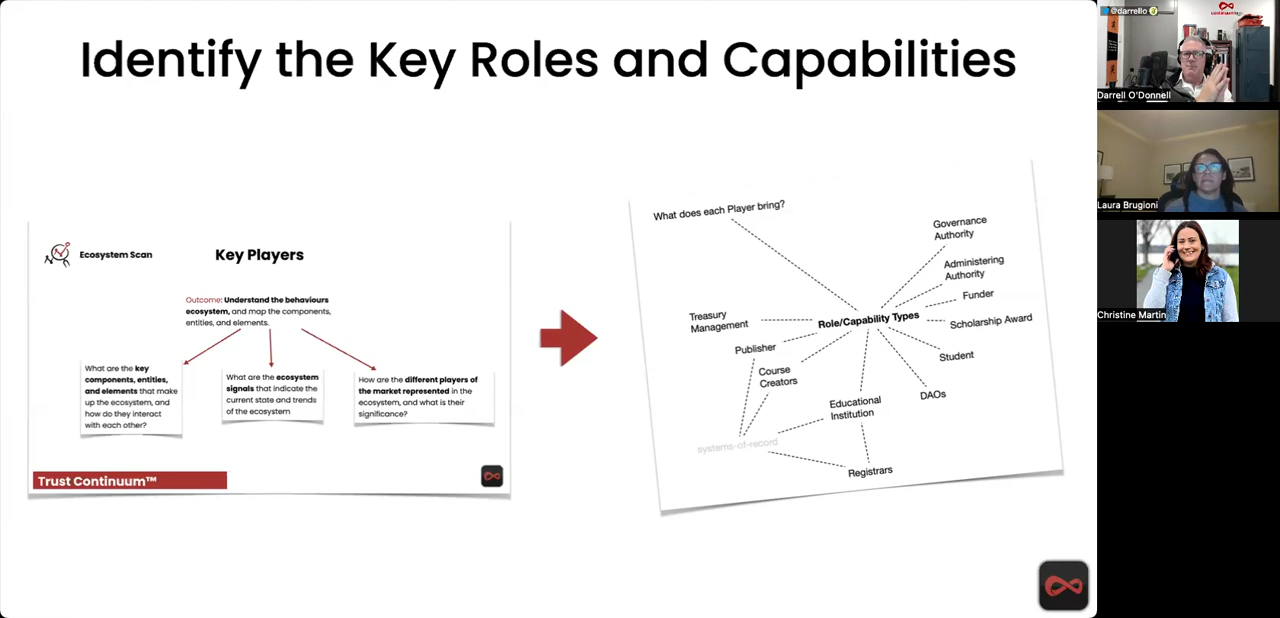 Identify the Key Roles and Capabilities
Ecosystem Scan
Key Players
Outcome: Understand the behaviours
ecosystem, and map the components,
entities, and elements.
What are the key
components, entities,
and elements that make
up the ecosystem, and
how do they interact
with each other?
What are the ecosystem
signals that indicate the
current state and trends
of the ecosystem
How are the different players of
the market represented in the
ecosystem, and what is their
significance?
Trust Continuum™
What does each Player bring?
Governance
Authority
Administering
Authority
Funder
Scholarship Award
Student
DAOs
Role/Capability Types
Treasury
Management
Publisher
Course
Creators
Educational
Institution
systems-of-record
Registrars
@darrello
Darrell O'Donnell
Laura Brugioni
Christine Martin